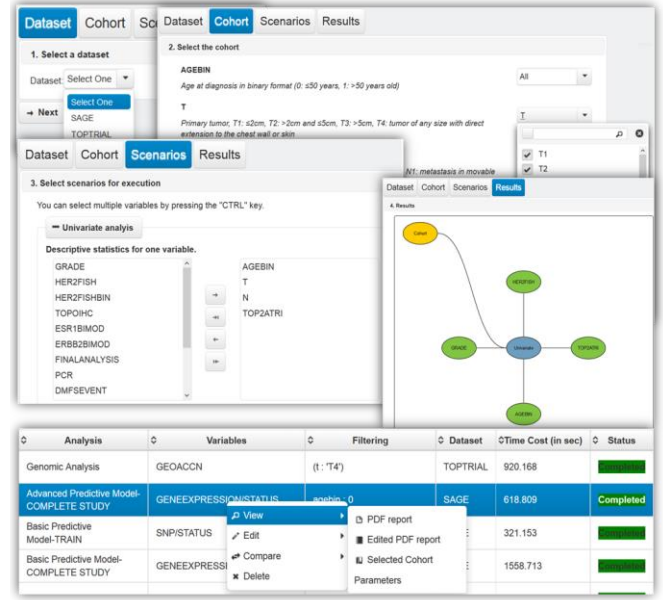 Dataset Cohort Sc
1. Select a dataset
Dataset: Select One
Select One
SAGE
TOPTRIAL
Next
Dataset Cohort Scenarios Results
2. Select the cohort
AGEBIN
Age at diagnosis in binary format (0: ≤50 years, 1: >50 years old)
All
T
Primary tumor, T1: ≤2cm, T2: >2cm and ≤5cm, T3: >5cm, T4: tumor of any size with direct
extension to the chest wall or skin
T
T1
T2
N1: metastasis in movable
Dataset Cohort Scenarios Results
3. Select scenarios for execution
You can select multiple variables by pressing the "CTRL" key.
Univariate analyis
Descriptive statistics for one variable.
GRADE
HER2FISH
HER2FISHBIN
TOPOIHC
ESR1BIMOD
ERBB2BIMOD
FINALANALYSIS
PCR
DMFSEVENT
AGEBIN
T
N
TOP2ATRI
Dataset Cohort Scenarios Results
4. Results
Cohort
HER2FISH
GRADE
Univariate
TOP2ATRI
AGEBIN
Analysis Variables Filtering Dataset Time Cost (in sec) Status
Genomic Analysis GEOACCN (t : 'T4') TOPTRIAL 920.168 Completed
Advanced Predictive Model-
COMPLETE STUDY GENEEXPRESSION/STATUS agebin : 0 SAGE 618.809 Completed
Basic Predictive
Model-TRAIN SNP/STATUS 321.153 Completed
Basic Predictive Model-
COMPLETE STUDY GENEEXPRESSI 1558.713 Completed
View
Edit
Compare
Delete
PDF report
Edited PDF report
Selected Cohort
Parameters